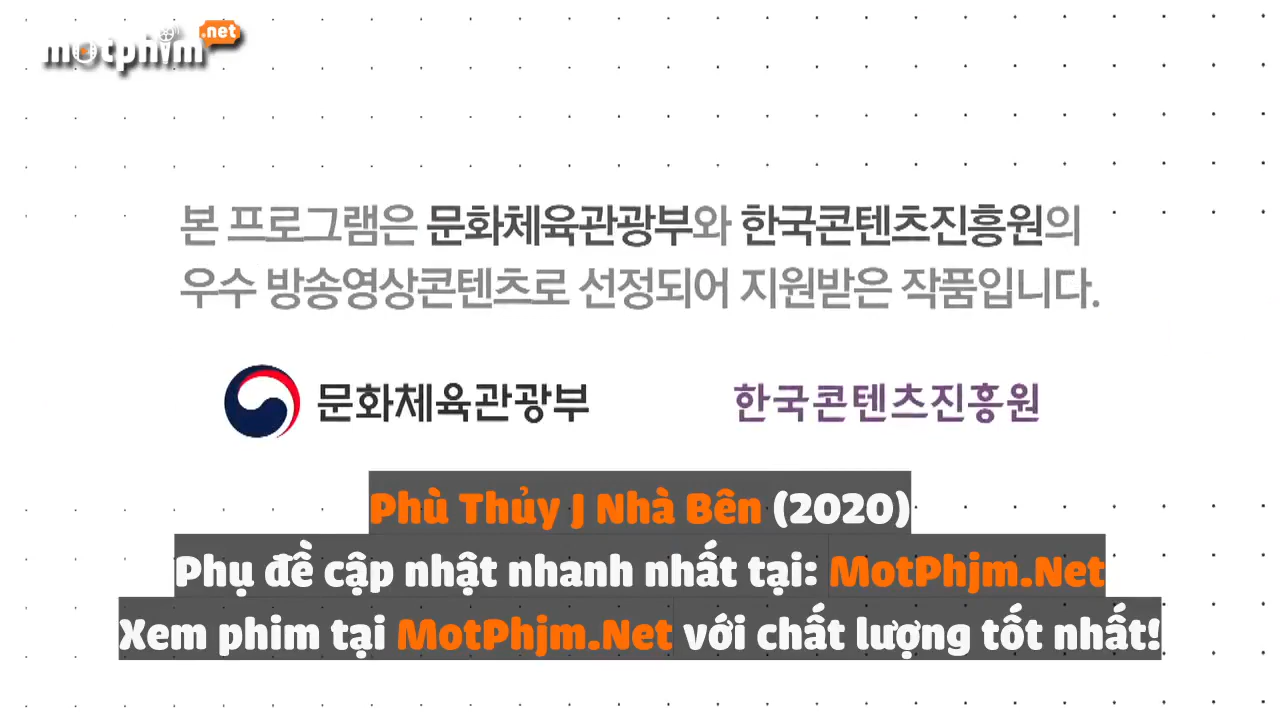 motphim.net
본 프로그램은 문화체육관광부와 한국콘텐츠진흥원의
우수 방송영상콘텐츠로 선정되어 지원받은 작품입니다.
문화체육관광부 한국콘텐츠진흥원
Phù Thủy J Nhà Bên (2020)
Phụ đề cập nhật nhanh nhất tại: MotPhjm.Net
Xem phim tại MotPhjm.Net với chất lượng tốt nhất!